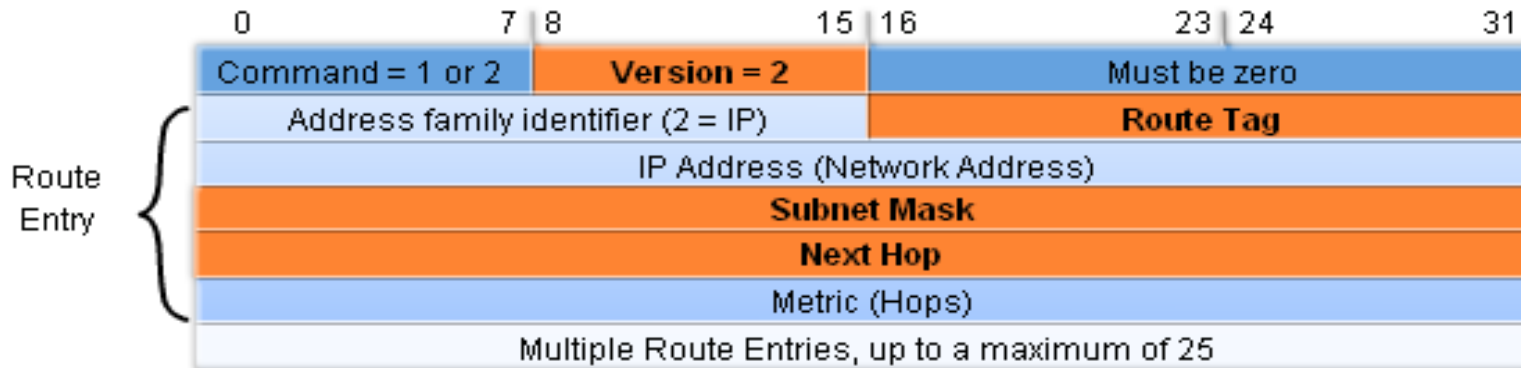 0 7 8 15 16 23 24 31
Command = 1 or 2 Version = 2 Must be zero
Address family identifier (2 = IP) Route Tag
IP Address (Network Address)
Route
Entry
Subnet Mask
Next Hop
Metric (Hops)
Multiple Route Entries, up to a maximum of 25